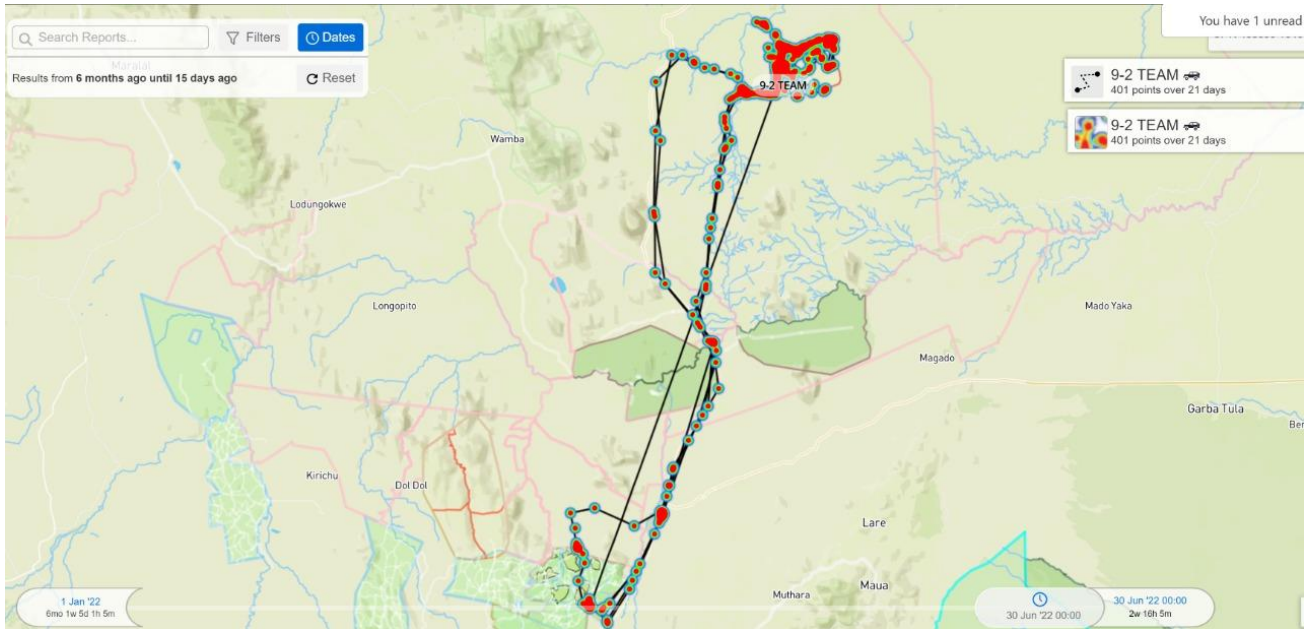 You have 1 unread
Search Reports...
Filters
Dates
Results from 6 months ago until 15 days ago
Reset
Maralal
9-2 TEAM
401 points over 21 days
9-2 TEAM
401 points over 21 days
9-2 TEAM
Wamba
Lodungokwe
Longopito
Mado Yaka
Magado
Garba Tula
Kirichu
Dol Dol
Lare
Maua
Muthara
1 Jan '22
6mo 1w 5d 1h 5m
30 Jun '22 00:00
30 Jun '22 00:00
2w 16h 5m